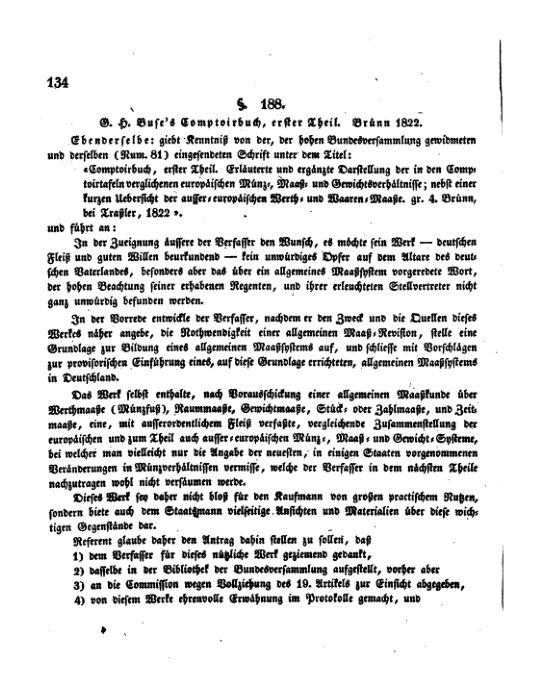 134
§. 188.
G. H. Buse's Comptoirbuch, erster Theil. Brünn 1822.
Ebenderselbe: giebt Kenntniß von der, der hohen Bundesversammlung gewidmeten
und derselben (Num. 81) eingesendeten Schrift unter dem Titel:
«Comptoirbuch, erster Theil. Erläuterte und ergänzte Darstellung der in den Comp-
toirtafeln verglichenen europäischen Münz-, Maaß- und Gewichtsverhältnisse; nebst einer
kurzen Uebersicht der ausser-europäischen Werth- und Waaren-Maaße. gr. 4. Brünn,
bei Traßler, 1822».
und führt an:
In der Zueignung äussere der Verfasser den Wunsch, es möchte sein Werk — deutschen
Fleiß und guten Willen beurkundend — kein unwürdiges Opfer auf dem Altare des deut-
schen Vaterlandes, besonders aber das über ein allgemeines Maaßsystem vorgeredete Wort,
der hohen Beachtung seiner erhabenen Regenten, und ihrer erleuchteten Stellvertreter nicht
ganz unwürdig befunden werden.
In der Vorrede entwickle der Verfasser, nachdem er den Zweck und die Quellen dieses
Werkes näher angebe, die Nothwendigkeit einer allgemeinen Maaß-Revision, stelle eine
Grundlage zur Bildung eines allgemeinen Maaßsystems auf, und schliesse mit Vorschlägen
zur provisorischen Einführung eines, auf diese Grundlage errichteten, allgemeinen Maaßsystems
in Deutschland.
Das Werk selbst enthalte, nach Vorausschickung einer allgemeinen Maaßkunde über
Werthmaaße (Münzfuß), Raummaaße, Gewichtmaaße, Stück- oder Zahlmaaße, und Zeit-
maaße, eine, mit ausserordentlichem Fleiß verfaßte, vergleichende Zusammenstellung der
europäischen und zum Theil auch ausser-europäischen Münz-, Maaß- und Gewicht-Systeme,
bei welcher man vielleicht nur die Angabe der neuesten, in einigen Staaten vorgenommenen
Veränderungen in Münzverhältnissen vermisse, welche der Verfasser in dem nächsten Theile
nachzutragen wohl nicht versäumen werde.
Dieses Werk sey daher nicht bloß für den Kaufmann von großen practischem Nutzen,
sondern biete auch dem Staatsmann vielseitige Ansichten und Materialien über diese wich-
tigen Gegenstände dar.
Referent glaube daher den Antrag dahin stellen zu sollen, daß
1) dem Verfasser für dieses nützliche Werk geziemend gedankt,
2) dasselbe in der Bibliothek der Bundesversammlung aufgestellt, vorher aber
3) an die Commission wegen Vollziehung des 19. Artikels zur Einsicht abgegeben,
4) von diesem Werke ehrenvolle Erwähnung im Protokolle gemacht, und